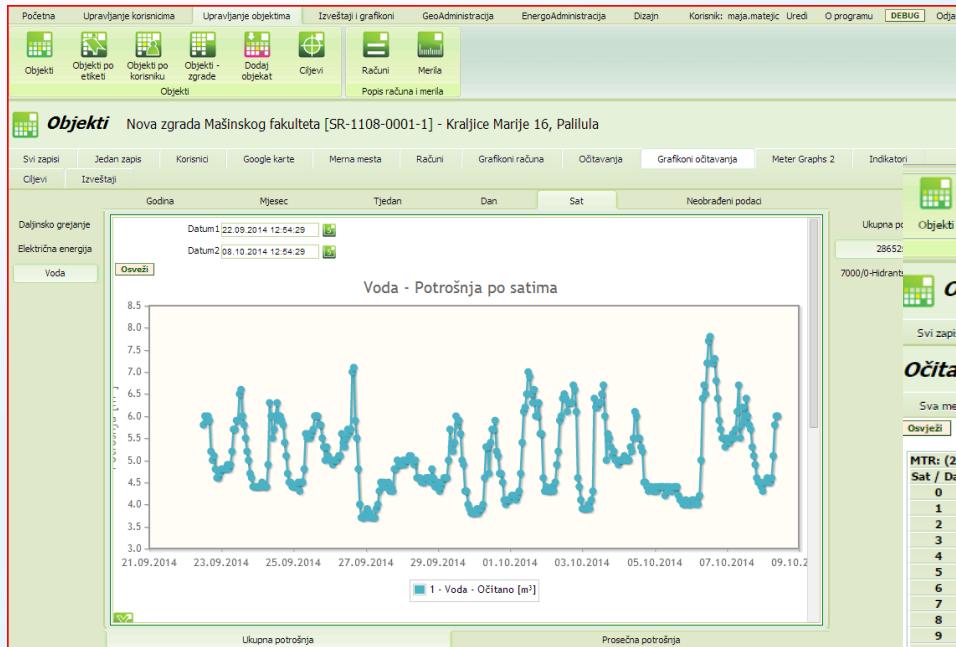 Početna Upravljanje korisnicima Upravljanje objektima Izveštaji i grafikoni GeoAdministracija EnergoAdministracija Dizajn Korisnik: maja.matejic Uredi O programu DEBUG Odja
Objekti Objekti po etiketi Objekti po korisniku Objekti - zgrade Dodaj objekat Ciljevi Računi Merila
Objekti Popis računa i merila
Objekti Nova zgrada Mašinskog fakulteta [SR-1108-0001-1] - Kraljice Marije 16, Palilula
Svi zapisi Jedan zapis Korisnici Google karte Merna mesta Računi Grafikoni računa Očitavanja Grafikoni očitavanja Meter Graphs 2 Indikatori
Ciljevi Izveštaji
Godina Mjesec Tjedan Dan Sat Neobrađeni podaci
Daljinsko grejanje
Električna energija
Voda
Datum1 22.09.2014 12:54:29
Datum2 08.10.2014 12:54:29
Osveži
Voda - Potrošnja po satima
8.5
8.0
7.5
7.0
6.5
6.0
5.5
5.0
4.5
4.0
3.5
3.0
21.09.2014 23.09.2014 25.09.2014 27.09.2014 29.09.2014 01.10.2014 03.10.2014 05.10.2014 07.10.2014 09.10.2
1 - Voda - Očitano [m³]
Ukupna potrošnja Prosečna potrošnja
Ukupna po
28652
7000/0-Hidrants
Objekti
O
Svi zapis
Očita
Sva me
Osvježi
MTR: (2
Sat / Da
0
1
2
3
4
5
6
7
8
9